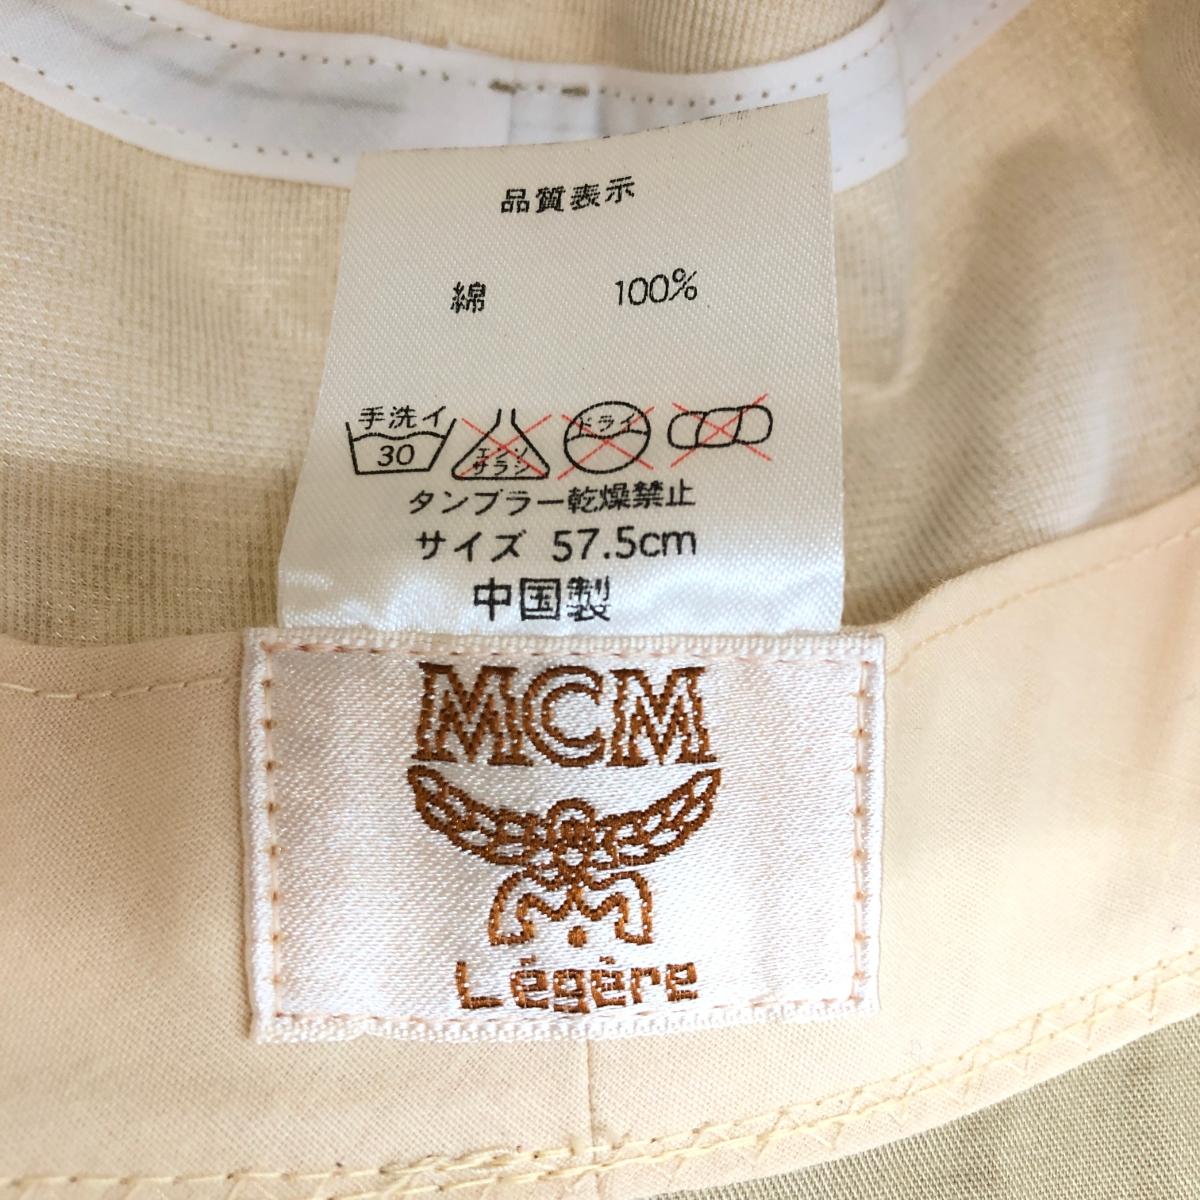 品質表示
綿 100%
手洗イ
30
エンソ
サラシ
ドライ
タンブラー乾燥禁止
サイズ 57.5cm
中国製
MCM
Légère